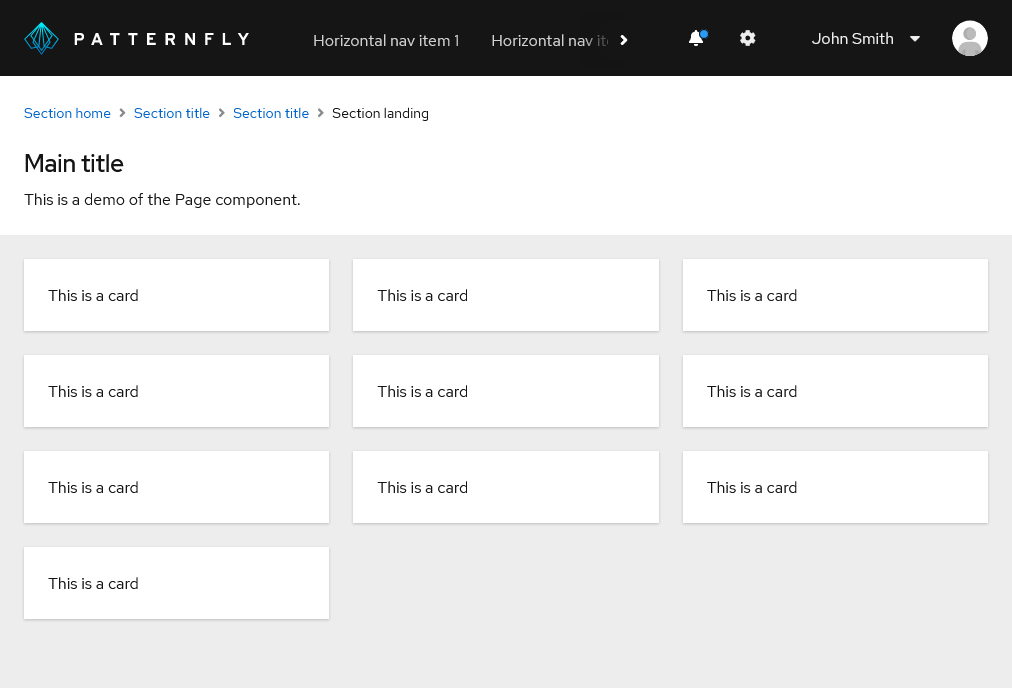 PATTERNFLY Horizontal nav item 1 Horizontal nav John Smith
Section home Section title Section title Section landing
Main title
This is a demo of the Page component.
This is a card This is a card This is a card
This is a card This is a card This is a card
This is a card This is a card This is a card
This is a card